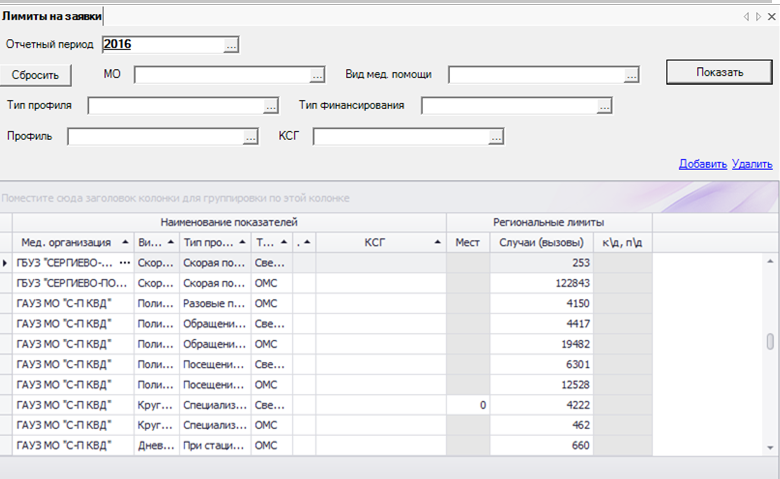 Лимиты на заявки
Отчетный период 2016 ...
Сбросить МО ... Вид мед. помощи ... Показать
Тип профиля ... Тип финансирования ...
Профиль ... КСГ ...
Добавить Удалить
Поместите сюда заголовок колонки для группировки по этой колонке
Наименование показателей Региональные лимиты
Мед. организация Ви... Тип про... Т... . КСГ Мест Случаи (вызовы) к\д, п\д
ГБУЗ "СЕРГИЕВО-... ... Скор... Скорая по... Све... 253
ГБУЗ "СЕРГИЕВО-ПО... Скор... Скорая по... ОМС 122843
ГАУЗ МО "С-П КВД" Поли... Разовые п... ОМС 4150
ГАУЗ МО "С-П КВД" Поли... Обращени... Све... 4417
ГАУЗ МО "С-П КВД" Поли... Обращени... ОМС 19482
ГАУЗ МО "С-П КВД" Поли... Посещени... Све... 6301
ГАУЗ МО "С-П КВД" Поли... Посещени... ОМС 12528
ГАУЗ МО "С-П КВД" Круг... Специализ... Све... 0 4222
ГАУЗ МО "С-П КВД" Круг... Специализ... ОМС 462
ГАУЗ МО "С-П КВД" Днев... При стаци... ОМС 660